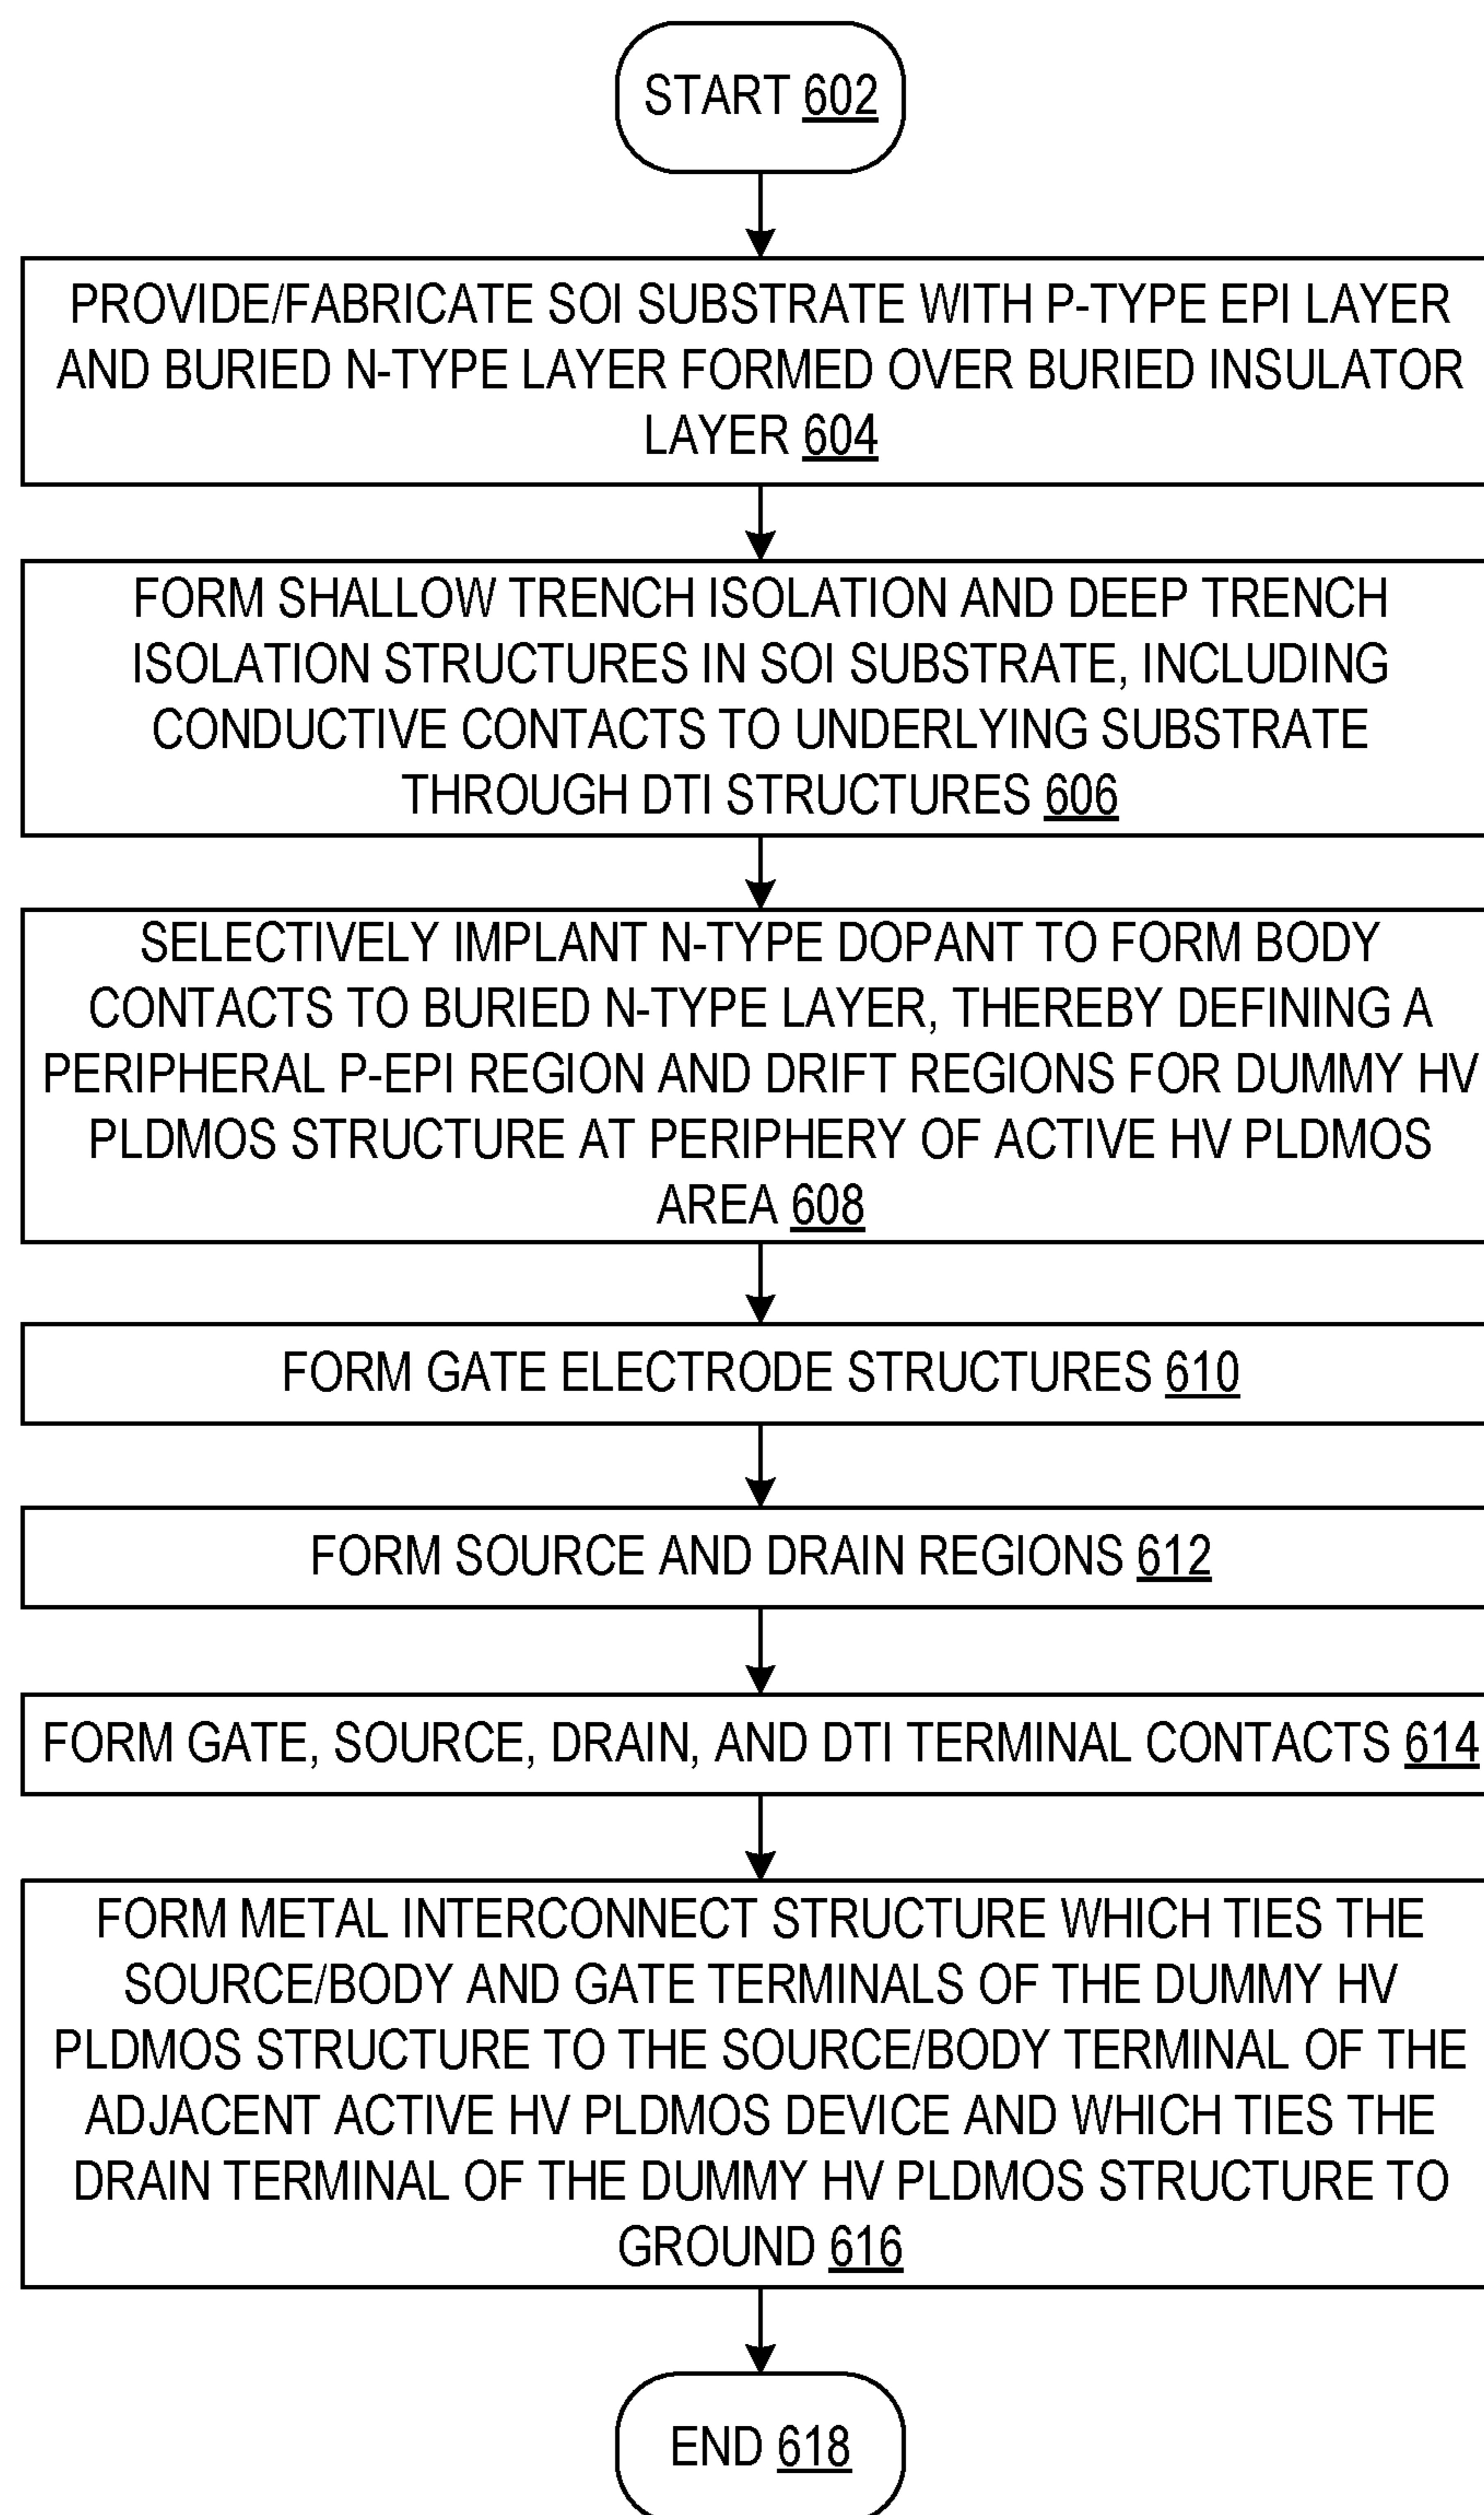 START 602
PROVIDE/FABRICATE SOI SUBSTRATE WITH P-TYPE EPI LAYER
AND BURIED N-TYPE LAYER FORMED OVER BURIED INSULATOR
LAYER 604
FORM SHALLOW TRENCH ISOLATION AND DEEP TRENCH
ISOLATION STRUCTURES IN SOI SUBSTRATE, INCLUDING
CONDUCTIVE CONTACTS TO UNDERLYING SUBSTRATE
THROUGH DTI STRUCTURES 606
SELECTIVELY IMPLANT N-TYPE DOPANT TO FORM BODY
CONTACTS TO BURIED N-TYPE LAYER, THEREBY DEFINING A
PERIPHERAL P-EPI REGION AND DRIFT REGIONS FOR DUMMY HV
PLDMOS STRUCTURE AT PERIPHERY OF ACTIVE HV PLDMOS
AREA 608
FORM GATE ELECTRODE STRUCTURES 610
FORM SOURCE AND DRAIN REGIONS 612
FORM GATE, SOURCE, DRAIN, AND DTI TERMINAL CONTACTS 614
FORM METAL INTERCONNECT STRUCTURE WHICH TIES THE
SOURCE/BODY AND GATE TERMINALS OF THE DUMMY HV
PLDMOS STRUCTURE TO THE SOURCE/BODY TERMINAL OF THE
ADJACENT ACTIVE HV PLDMOS DEVICE AND WHICH TIES THE
DRAIN TERMINAL OF THE DUMMY HV PLDMOS STRUCTURE TO
GROUND 616
END 618